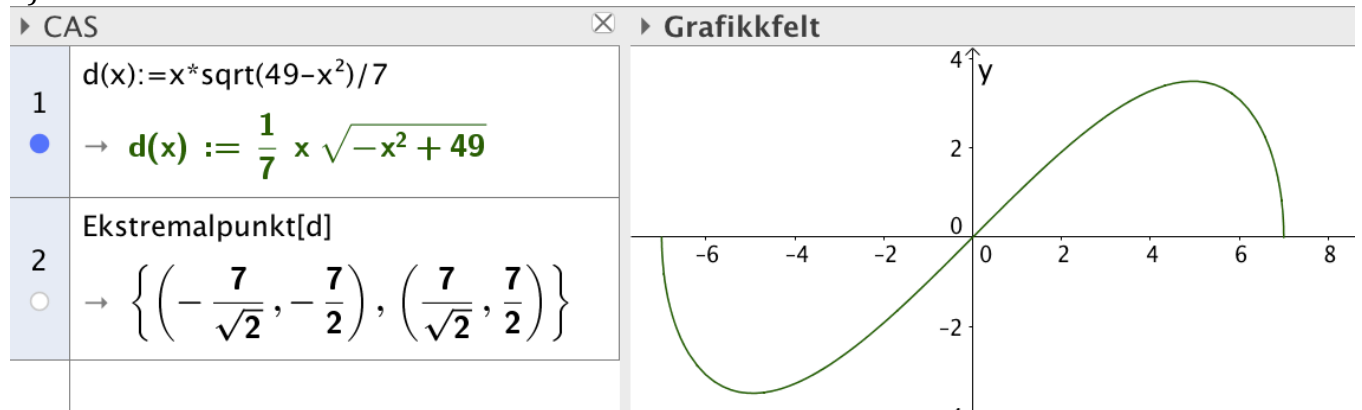 CAS
1
d(x):=x*sqrt(49−x²)/7
→ d(x) := 1/7 x √−x² + 49
2
Ekstremalpunkt[d]
→ {(− 7/√2 , − 7/2) , (7/√2 , 7/2)}
Grafikkfelt
y
4
2
0
−6 −4 −2 0 2 4 6 8
−2